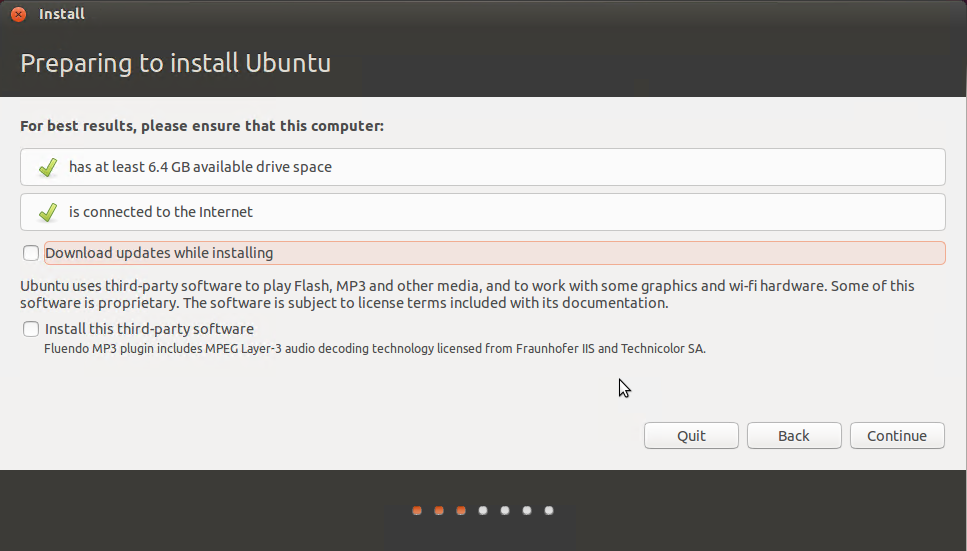 Install
Preparing to install Ubuntu
For best results, please ensure that this computer:
has at least 6.4 GB available drive space
is connected to the Internet
Download updates while installing
Ubuntu uses third-party software to play Flash, MP3 and other media, and to work with some graphics and wi-fi hardware. Some of this
software is proprietary. The software is subject to license terms included with its documentation.
Install this third-party software
Fluendo MP3 plugin includes MPEG Layer-3 audio decoding technology licensed from Fraunhofer IIS and Technicolor SA.
Quit
Back
Continue